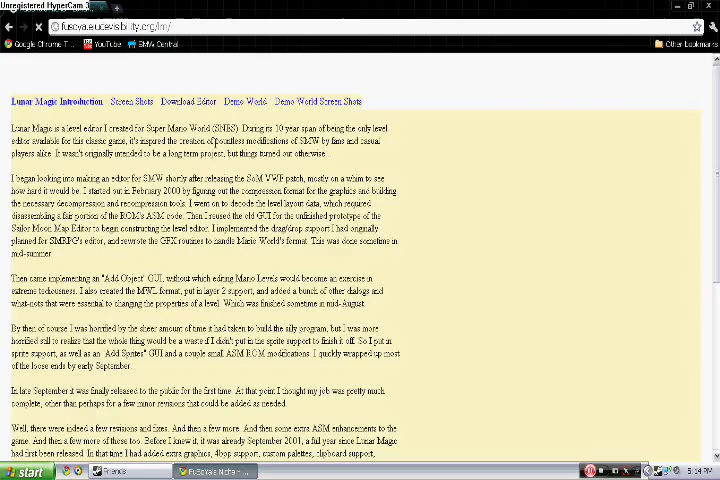 Unregistered HyperCam 3
fusoya.eludevisibility.org/lm/
Google Chrome T... YouTube SMW Central Other bookmarks
Lunar Magic Introduction Screen Shots Download Editor Demo World Demo World Screen Shots
Lunar Magic is a level editor I created for Super Mario World (SNES). During its 10 year span of being the only level
editor available for this classic game, it's inspired the creation of countless modifications of SMW by fans and casual
players alike. It wasn't originally intended to be a long term project, but things turned out otherwise...
I began looking into making an editor for SMW shortly after releasing the SoM VWF patch, mostly on a whim to see
how hard it would be. I started out in February 2000 by figuring out the compression format for the graphics and building
the necessary decompression and recompression tools. I went on to decode the level layout data, which required
disassembling a fair portion of the ROM's ASM code. Then I reused the old GUI for the unfinished prototype of the
Sailor Moon Map Editor to begin constructing the level editor. I implemented the drag/drop support I had originally
planned for SMRPG's editor, and rewrote the GFX routines to handle Mario World's format. This was done sometime in
mid-summer.
Then came implementing an "Add Object" GUI, without which editing Mario Levels would become an exercise in
extreme tediousness. I also created the MWL format, put in layer 2 support, and added a bunch of other dialogs and
what-nots that were essential to changing the properties of a level. Which was finished sometime in mid-August.
By then of course I was horrified by the sheer amount of time it had taken to build the silly program, but I was more
horrified still to realize that the whole thing would be a waste if I didn't put in the sprite support to finish it off. So I put in
sprite support, as well as an "Add Sprites" GUI and a couple small ASM ROM modifications. I quickly wrapped up most
of the loose ends by early September.
In late September it was finally released to the public for the first time. At that point I thought my job was pretty much
complete, other than perhaps for a few minor revisions that could be added as needed.
Well, there were indeed a few revisions and fixes. And then a few more. And then some extra ASM enhancements to the
game. And then a few more of those too. Before I knew it, it was already September 2001, a full year since Lunar Magic
had first been released. In that time I had added extra graphics, 4bpp support, custom palettes, clipboard support,
start Friends FuSoYa's Niche - ... 5:14 PM